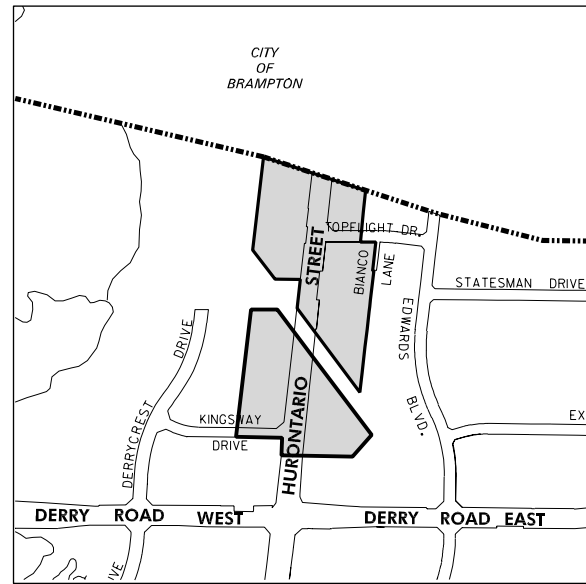 CITY
OF
BRAMPTON
TOPFLIGHT DR.
STREET
BIANCO
LANE
STATESMAN DRIVE
EDWARDS
BLVD.
DRIVE
DERRYCREST
KINGSWAY
DRIVE
HURONTARIO
EX
DERRY ROAD WEST
DERRY ROAD EAST
IVE